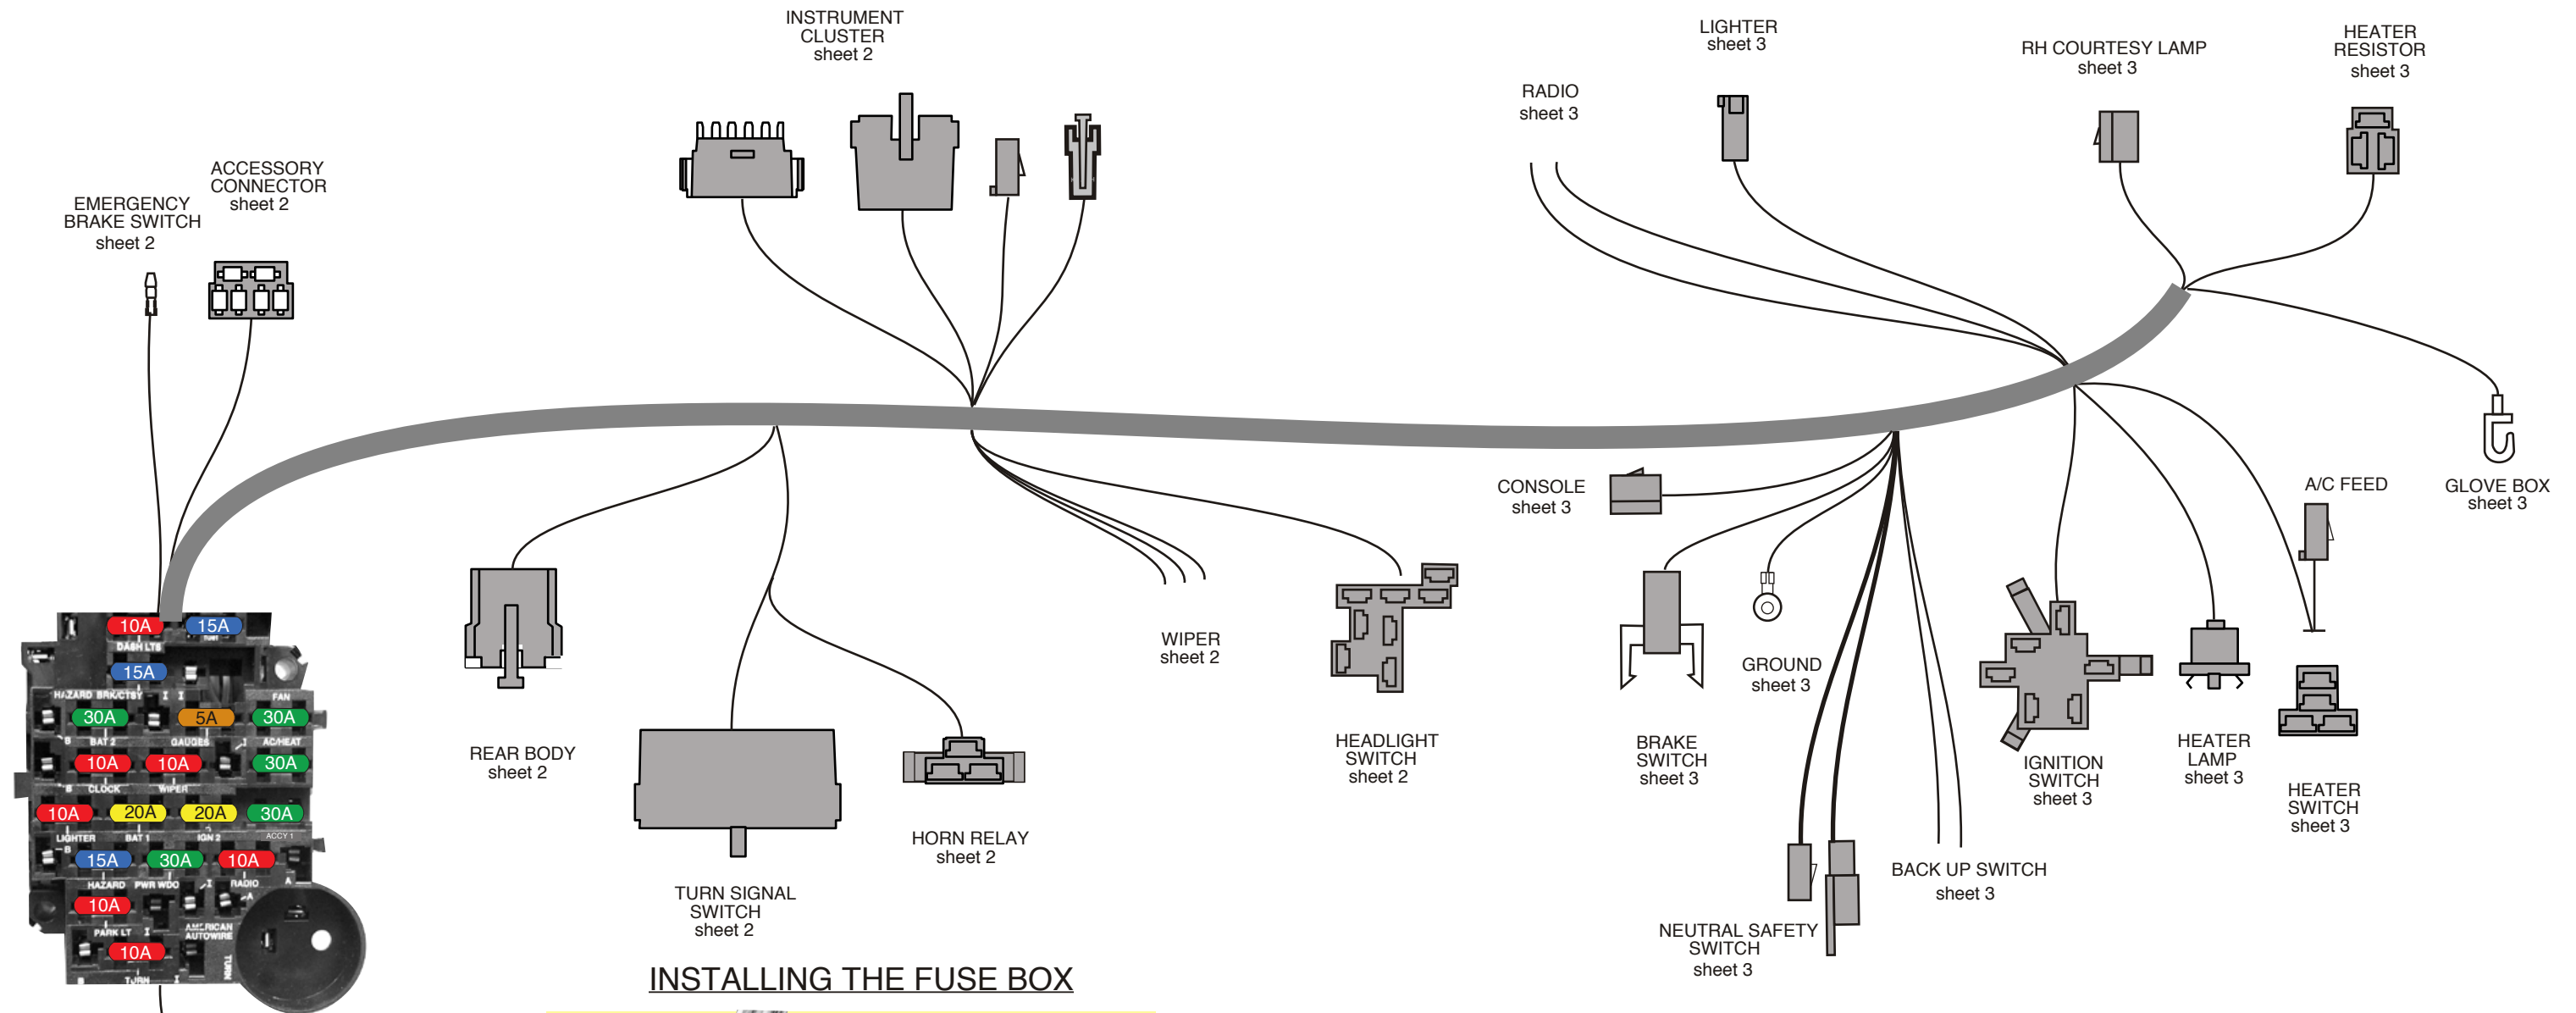 INSTRUMENT
CLUSTER
sheet 2
LIGHTER
sheet 3
RH COURTESY LAMP
sheet 3
HEATER
RESISTOR
sheet 3
RADIO
sheet 3
ACCESSORY
CONNECTOR
sheet 2
EMERGENCY
BRAKE SWITCH
sheet 2
CONSOLE
sheet 3
A/C FEED
GLOVE BOX
sheet 3
WIPER
sheet 2
GROUND
sheet 3
REAR BODY
sheet 2
HEADLIGHT
SWITCH
sheet 2
BRAKE
SWITCH
sheet 3
IGNITION
SWITCH
sheet 3
HEATER
LAMP
sheet 3
HEATER
SWITCH
sheet 3
HORN RELAY
sheet 2
TURN SIGNAL
SWITCH
sheet 2
BACK UP SWITCH
sheet 3
NEUTRAL SAFETY
SWITCH
sheet 3
10A 15A
DASH LTS
15A
HAZARD BRK/CTSY I I FAN
30A 5A 30A
B BAT 2 GAUGES I AC/HEAT
10A 10A 30A
B CLOCK WIPER
10A 20A 20A 30A
LIGHTER BAT 1 IGN 2 ACCY 1
B
15A 30A 10A
HAZARD PWR WDO I RADIO A
10A A
PARK LT I AMERICAN
AUTOWIRE
10A
B TURN I TURN
INSTALLING THE FUSE BOX